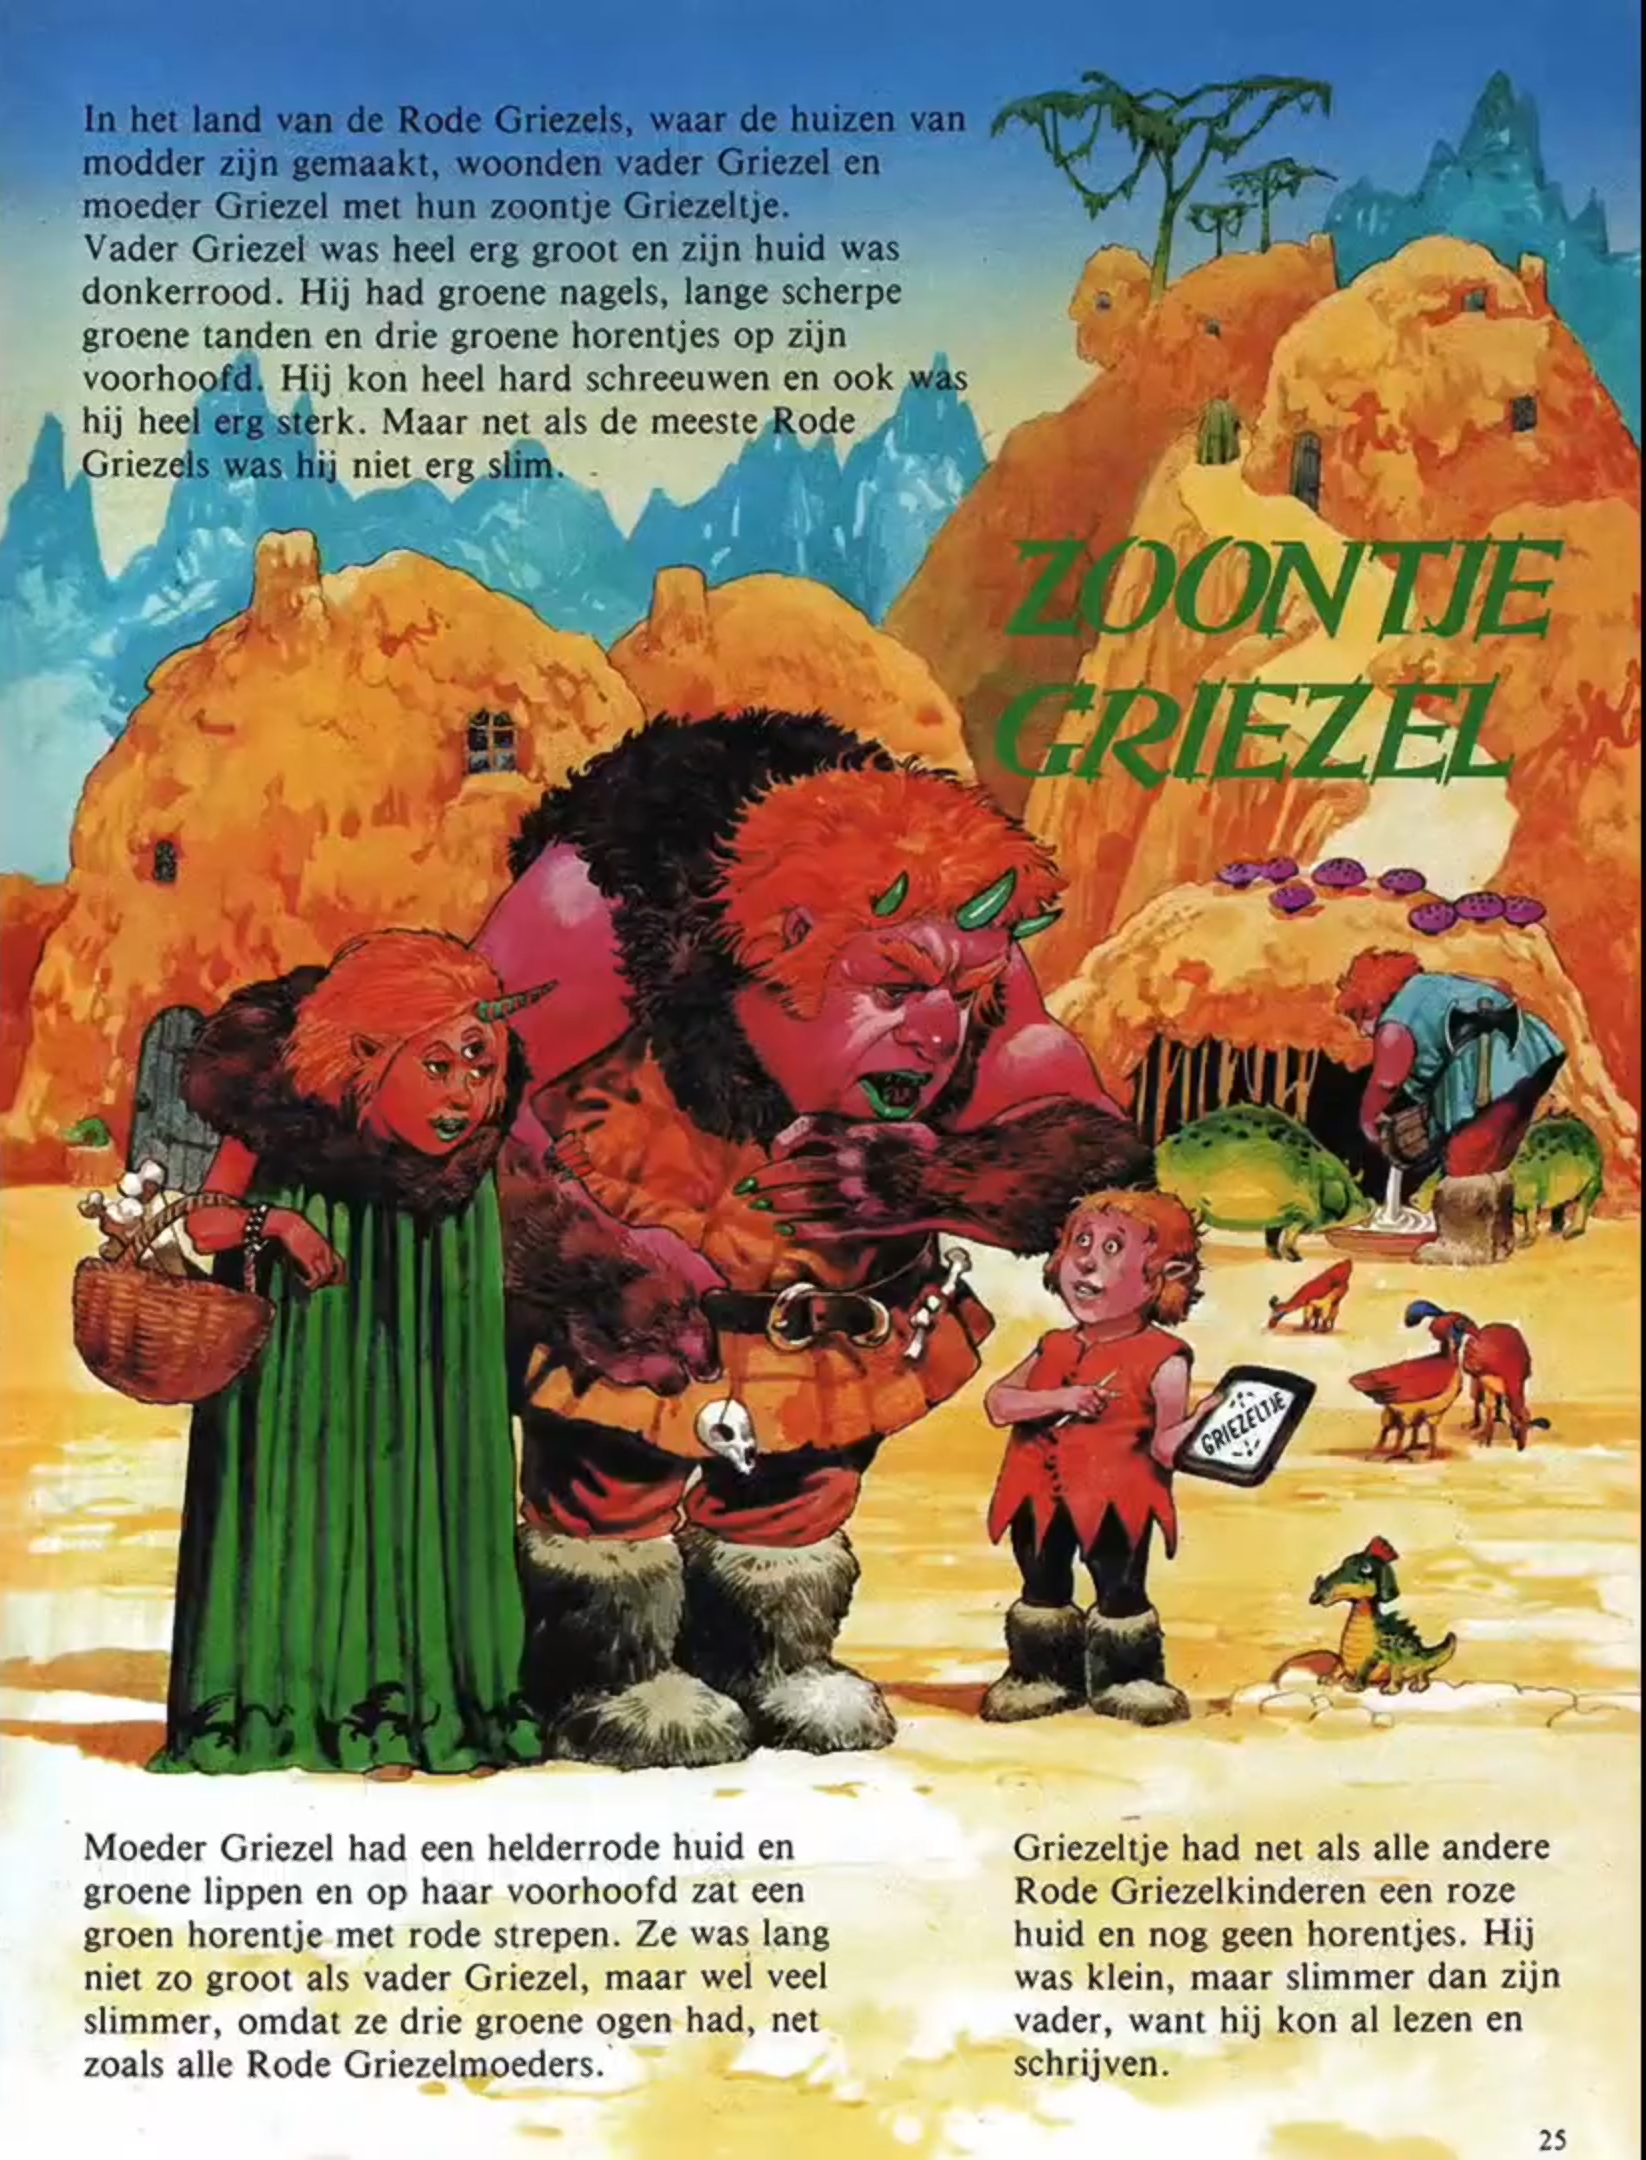 In het land van de Rode Griezels, waar de huizen van
modder zijn gemaakt, woonden vader Griezel en
moeder Griezel met hun zoontje Griezeltje.
Vader Griezel was heel erg groot en zijn huid was
donkerrood. Hij had groene nagels, lange scherpe
groene tanden en drie groene horentjes op zijn
voorhoofd. Hij kon heel hard schreeuwen en ook was
hij heel erg sterk. Maar net als de meeste Rode
Griezels was hij niet erg slim.
ZOONTJE
GRIEZEL
GRIEZELTJE
Moeder Griezel had een helderrode huid en
groene lippen en op haar voorhoofd zat een
groen horentje met rode strepen. Ze was lang
niet zo groot als vader Griezel, maar wel veel
slimmer, omdat ze drie groene ogen had, net
zoals alle Rode Griezelmoeders.
Griezeltje had net als alle andere
Rode Griezelkinderen een roze
huid en nog geen horentjes. Hij
was klein, maar slimmer dan zijn
vader, want hij kon al lezen en
schrijven.
25